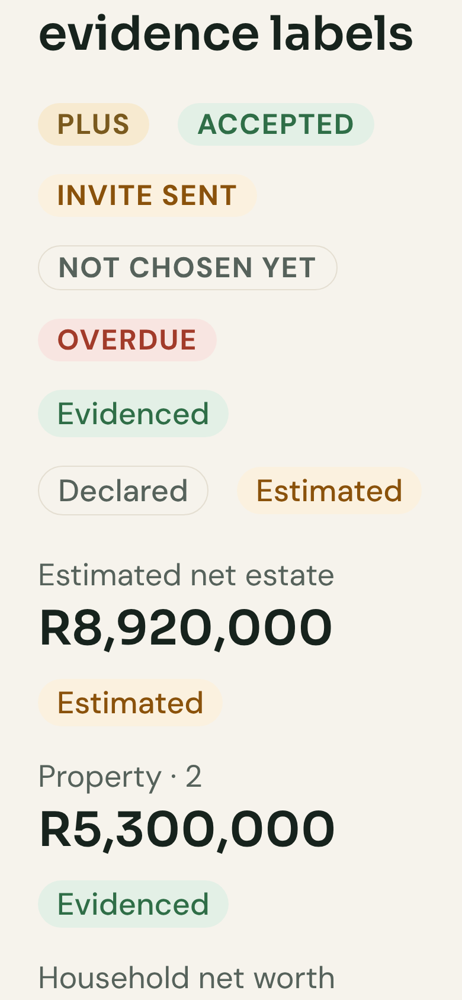 evidence labels
PLUS ACCEPTED
INVITE SENT
NOT CHOSEN YET
OVERDUE
Evidenced
Declared Estimated
Estimated net estate
R8,920,000
Estimated
Property · 2
R5,300,000
Evidenced
Household net worth